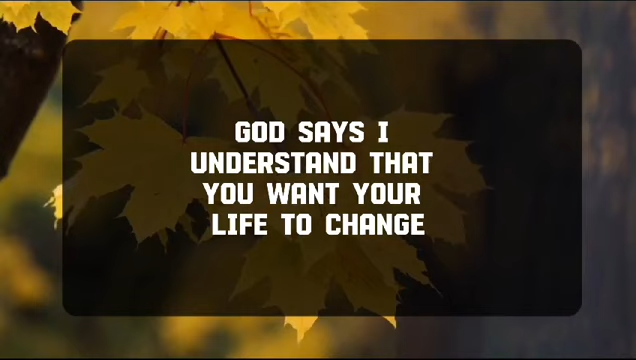 GOD SAYS I
UNDERSTAND THAT
YOU WANT YOUR
LIFE TO CHANGE